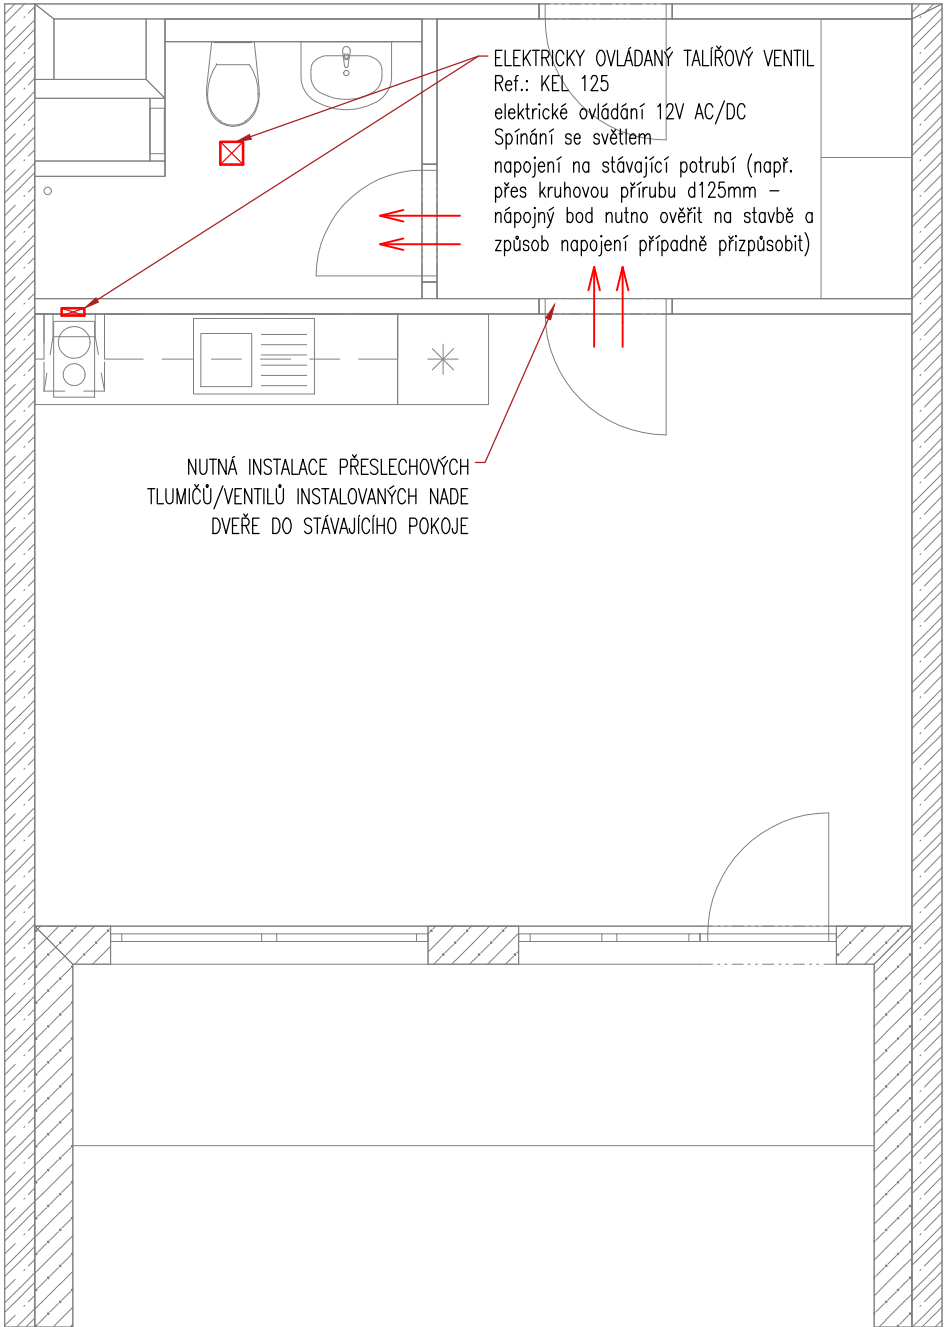 ELEKTRICKY OVLÁDANÝ TALÍŘOVÝ VENTIL
Ref.: KEL 125
elektrické ovládání 12V AC/DC
Spínání se světlem
napojení na stávající potrubí (např.
přes kruhovou přírubu d125mm –
nápojný bod nutno ověřit na stavbě a
způsob napojení případně přizpůsobit)
NUTNÁ INSTALACE PŘESLECHOVÝCH
TLUMIČŮ/VENTILŮ INSTALOVANÝCH NADE
DVEŘE DO STÁVAJÍCÍHO POKOJE